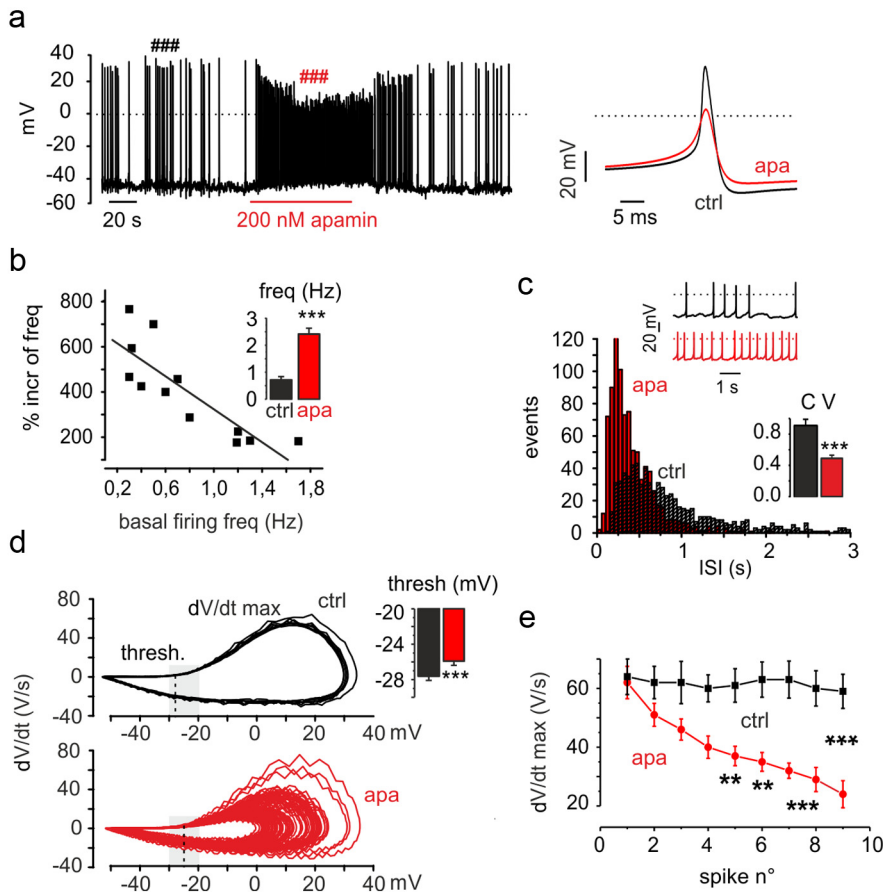 a
###
###
40
20
0
-40
-60
mV
20 s
200 nM apamin
20 mV
apa
ctrl
5 ms
b
% incr of freq
800
600
400
200
freq (Hz)
3
2
1
0
***
ctrl
apa
0,2 0,6 1,0 1,4 1,8
basal firing freq (Hz)
c
20 mV
1 s
events
120
100
80
60
40
20
0
apa
ctrl
C V
0.8
0.4
0.0
***
0 1 2 3
ISI (s)
d
dV/dt (V/s)
80
40
0
-40
dV/dt max
ctrl
thresh.
-40 -20 0 20 40 mV
thresh (mV)
-20
-24
-28
***
80
60
30
0
-30
apa
-40 -20 0 20 40 mV
e
dV/dt max (V/s)
60
40
20
ctrl
apa
**
**
***
***
0 2 4 6 8 10
spike n°